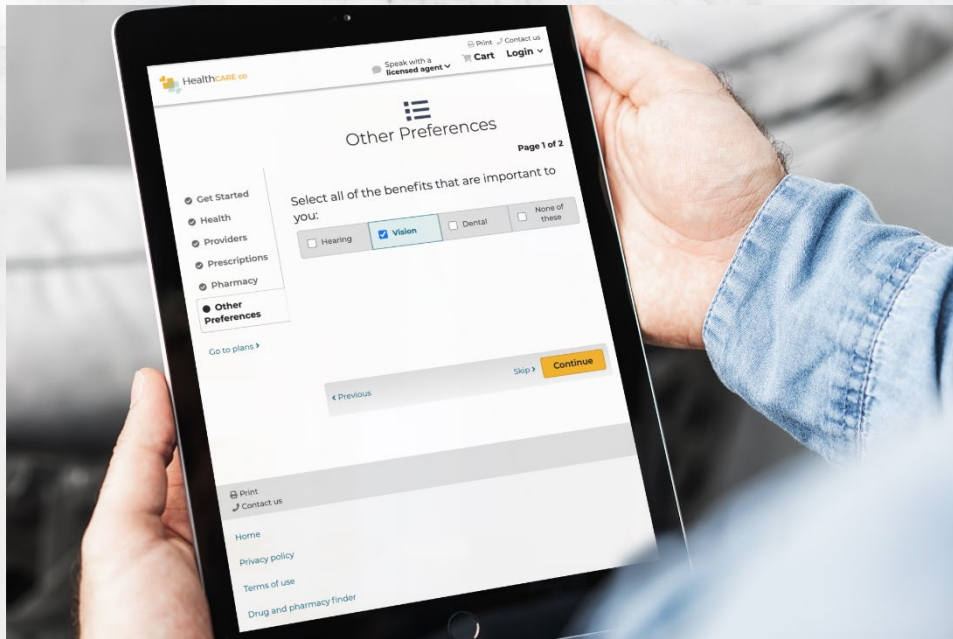 HealthCARE co
Print
Contact us
Speak with a
licensed agent
Cart
Login
Other Preferences
Page 1 of 2
Get Started
Health
Providers
Prescriptions
Pharmacy
Other
Preferences
Go to plans >
Select all of the benefits that are important to
you:
Hearing
Vision
Dental
None of
these
< Previous
Skip >
Continue
Print
Contact us
Home
Privacy policy
Terms of use
Drug and pharmacy finder